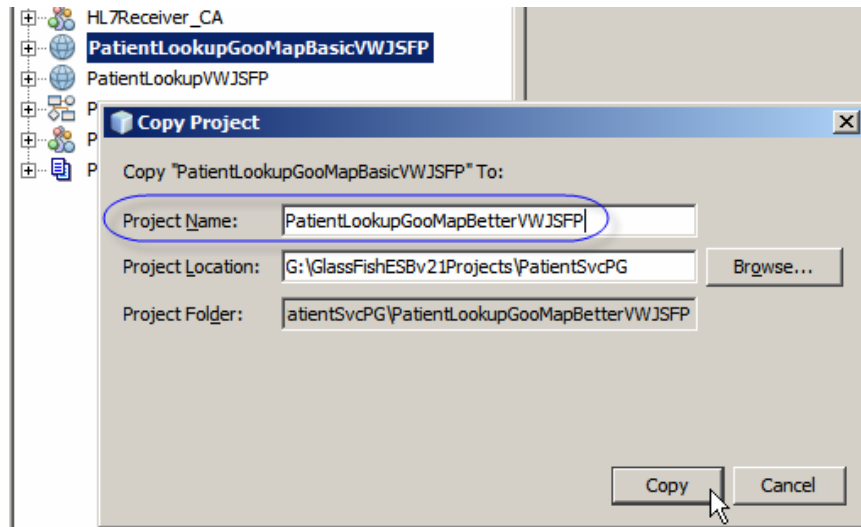 HL7Receiver_CA
PatientLookupGooMapBasicVWJSFP
PatientLookupVWJSFP
P
P
P
Copy Project
Copy "PatientLookupGooMapBasicVWJSFP" To:
Project Name: PatientLookupGooMapBetterVWJSFP
Project Location: G:\GlassFishESBv21Projects\PatientSvcPG Browse...
Project Folder: atientSvcPG\PatientLookupGooMapBetterVWJSFP
Copy Cancel